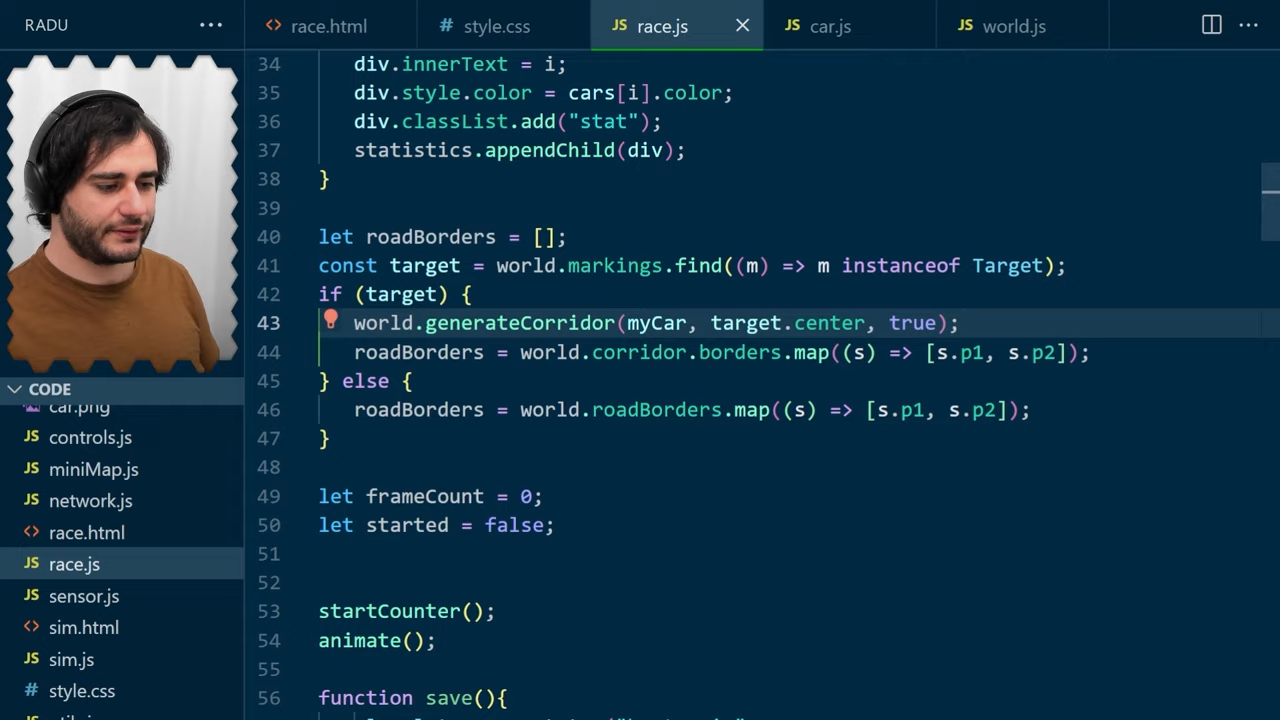 RADU
race.html
style.css
race.js
car.js
world.js
34 div.innerText = i;
35 div.style.color = cars[i].color;
36 div.classList.add("stat");
37 statistics.appendChild(div);
38 }
39
40 let roadBorders = [];
41 const target = world.markings.find((m) => m instanceof Target);
42 if (target) {
43 world.generateCorridor(myCar, target.center, true);
44 roadBorders = world.corridor.borders.map((s) => [s.p1, s.p2]);
45 } else {
46 roadBorders = world.roadBorders.map((s) => [s.p1, s.p2]);
47 }
48
49 let frameCount = 0;
50 let started = false;
51
52
53 startCounter();
54 animate();
55
56 function save(){
CODE
car.png
controls.js
miniMap.js
network.js
race.html
race.js
sensor.js
sim.html
sim.js
style.css